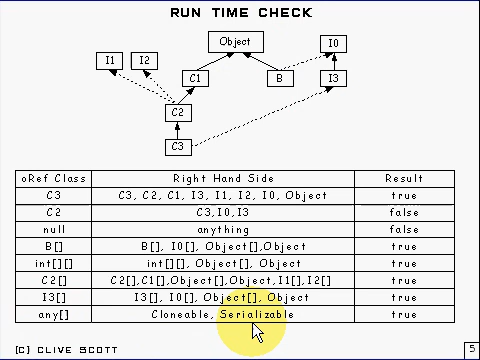 RUN TIME CHECK
Object
I0
I1
I2
C1
B
I3
C2
C3
oRef Class Right Hand Side Result
C3 C3, C2, C1, I3, I1, I2, I0, Object true
C2 C3,I0,I3 false
null anything false
B[] B[], I0[], Object[],Object true
int[][] int[][], Object[], Object true
C2[] C2[],C1[],Object[],Object,I1[],I2[] true
I3[] I3[], I0[], Object[], Object true
any[] Cloneable, Serializable true
(C) CLIVE SCOTT
5